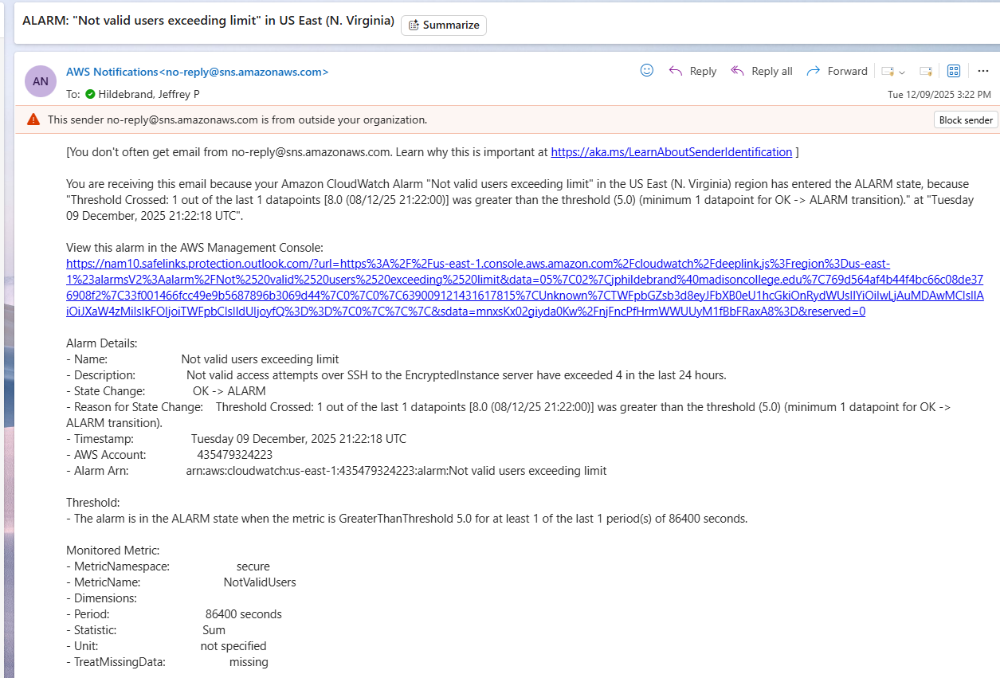 ALARM: "Not valid users exceeding limit" in US East (N. Virginia) Summarize
AN
AWS Notifications<no-reply@sns.amazonaws.com>
Reply Reply all Forward
To: Hildebrand, Jeffrey P
Tue 12/09/2025 3:22 PM
This sender no-reply@sns.amazonaws.com is from outside your organization. Block sender
[You don't often get email from no-reply@sns.amazonaws.com. Learn why this is important at https://aka.ms/LearnAboutSenderIdentification ]
You are receiving this email because your Amazon CloudWatch Alarm "Not valid users exceeding limit" in the US East (N. Virginia) region has entered the ALARM state, because
"Threshold Crossed: 1 out of the last 1 datapoints [8.0 (08/12/25 21:22:00)] was greater than the threshold (5.0) (minimum 1 datapoint for OK -> ALARM transition)." at "Tuesday
09 December, 2025 21:22:18 UTC".
View this alarm in the AWS Management Console:
https://nam10.safelinks.protection.outlook.com/?url=https%3A%2F%2Fus-east-1.console.aws.amazon.com%2Fcloudwatch%2Fdeeplink.js%3Fregion%3Dus-east-
1%23alarmsV2%3Aalarm%2FNot%2520valid%2520users%2520exceeding%2520limit&data=05%7C02%7Cjphildebrand%40madisoncollege.edu%7C769d564af4b44f4bc66c08de37
6908f2%7C33f001466fcc49e9b5687896b3069d44%7C0%7C0%7C639009121431617815%7CUnknown%7CTWFpbGZsb3d8eyJFbXB0eU1hcGkiOnRydWUsIlYiOiIwLjAuMDAwMCIsIlA
iOiJXaW4zMiIsIkFOIjoiTWFpbCIsIldUIjoyfQ%3D%3D%7C0%7C%7C%7C&sdata=mnxsKx02giyda0Kw%2FnjFncPfHrmWWUUyM1fBbFRaxA8%3D&reserved=0
Alarm Details:
- Name: Not valid users exceeding limit
- Description: Not valid access attempts over SSH to the EncryptedInstance server have exceeded 4 in the last 24 hours.
- State Change: OK -> ALARM
- Reason for State Change: Threshold Crossed: 1 out of the last 1 datapoints [8.0 (08/12/25 21:22:00)] was greater than the threshold (5.0) (minimum 1 datapoint for OK ->
ALARM transition).
- Timestamp: Tuesday 09 December, 2025 21:22:18 UTC
- AWS Account: 435479324223
- Alarm Arn: arn:aws:cloudwatch:us-east-1:435479324223:alarm:Not valid users exceeding limit
Threshold:
- The alarm is in the ALARM state when the metric is GreaterThanThreshold 5.0 for at least 1 of the last 1 period(s) of 86400 seconds.
Monitored Metric:
- MetricNamespace: secure
- MetricName: NotValidUsers
- Dimensions:
- Period: 86400 seconds
- Statistic: Sum
- Unit: not specified
- TreatMissingData: missing